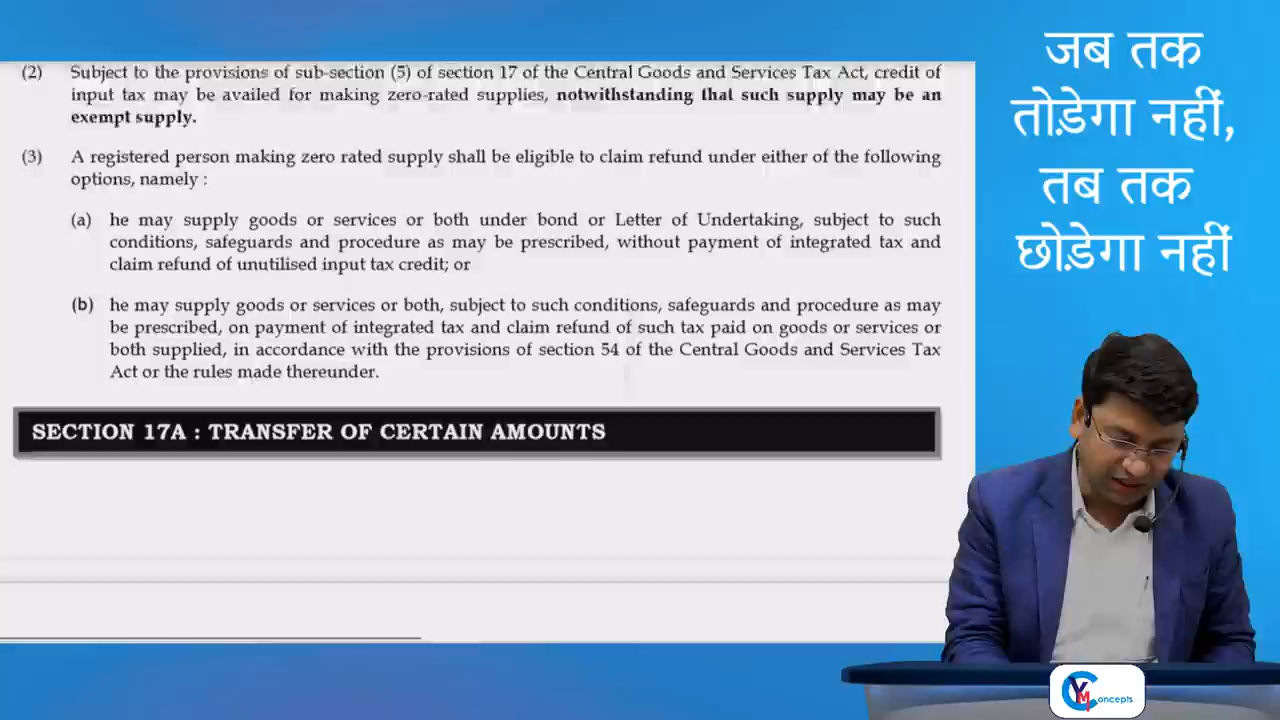 (2) Subject to the provisions of sub-section (5) of section 17 of the Central Goods and Services Tax Act, credit of
input tax may be availed for making zero-rated supplies, notwithstanding that such supply may be an
exempt supply.
(3) A registered person making zero rated supply shall be eligible to claim refund under either of the following
options, namely :
(a) he may supply goods or services or both under bond or Letter of Undertaking, subject to such
conditions, safeguards and procedure as may be prescribed, without payment of integrated tax and
claim refund of unutilised input tax credit; or
(b) he may supply goods or services or both, subject to such conditions, safeguards and procedure as may
be prescribed, on payment of integrated tax and claim refund of such tax paid on goods or services or
both supplied, in accordance with the provisions of section 54 of the Central Goods and Services Tax
Act or the rules made thereunder.
SECTION 17A : TRANSFER OF CERTAIN AMOUNTS
जब तक
तोड़ेगा नहीं,
तब तक
छोड़ेगा नहीं
YM Concepts